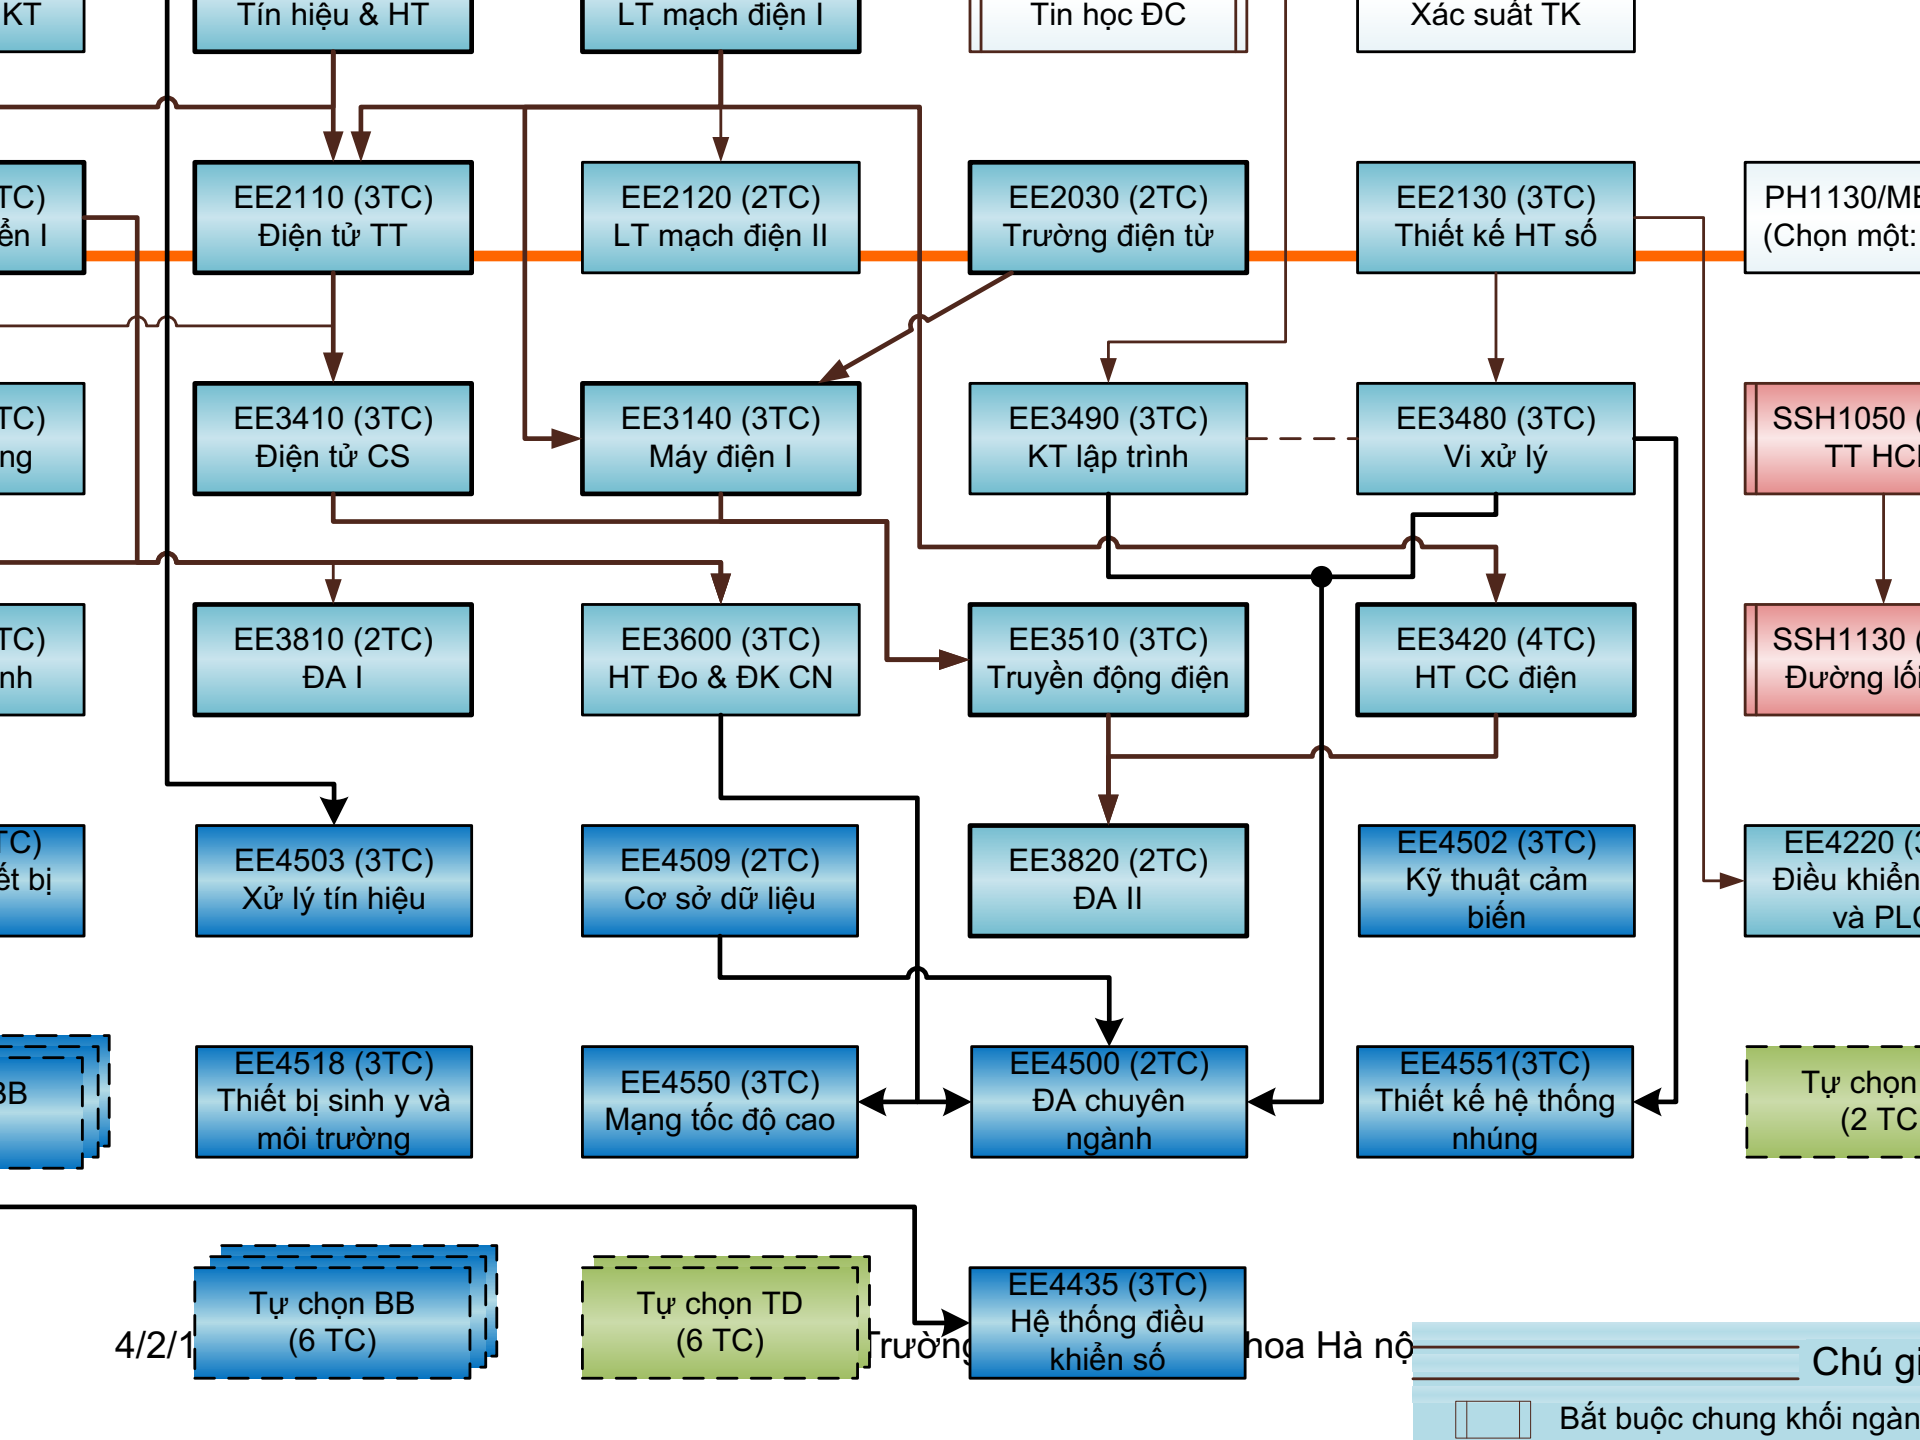 KT
Tín hiệu & HT
LT mạch điện I
Tin học ĐC
Xác suất TK
TC)
ển I
EE2110 (3TC)
Điện tử TT
EE2120 (2TC)
LT mạch điện II
EE2030 (2TC)
Trường điện từ
EE2130 (3TC)
Thiết kế HT số
PH1130/ME
(Chọn một:
TC)
ng
EE3410 (3TC)
Điện tử CS
EE3140 (3TC)
Máy điện I
EE3490 (3TC)
KT lập trình
EE3480 (3TC)
Vi xử lý
SSH1050 (
TT HCM
TC)
nh
EE3810 (2TC)
ĐA I
EE3600 (3TC)
HT Đo & ĐK CN
EE3510 (3TC)
Truyền động điện
EE3420 (4TC)
HT CC điện
SSH1130 (
Đường lối
TC)
ết bị
EE4503 (3TC)
Xử lý tín hiệu
EE4509 (2TC)
Cơ sở dữ liệu
EE3820 (2TC)
ĐA II
EE4502 (3TC)
Kỹ thuật cảm
biến
EE4220 (3
Điều khiển
và PLC
BB
EE4518 (3TC)
Thiết bị sinh y và
môi trường
EE4550 (3TC)
Mạng tốc độ cao
EE4500 (2TC)
ĐA chuyên
ngành
EE4551(3TC)
Thiết kế hệ thống
nhúng
Tự chọn
(2 TC
Tự chọn BB
(6 TC)
Tự chọn TD
(6 TC)
EE4435 (3TC)
Hệ thống điều
khiển số
4/2/1
Trường
hoa Hà nộ
Chú gi
Bắt buộc chung khối ngàn